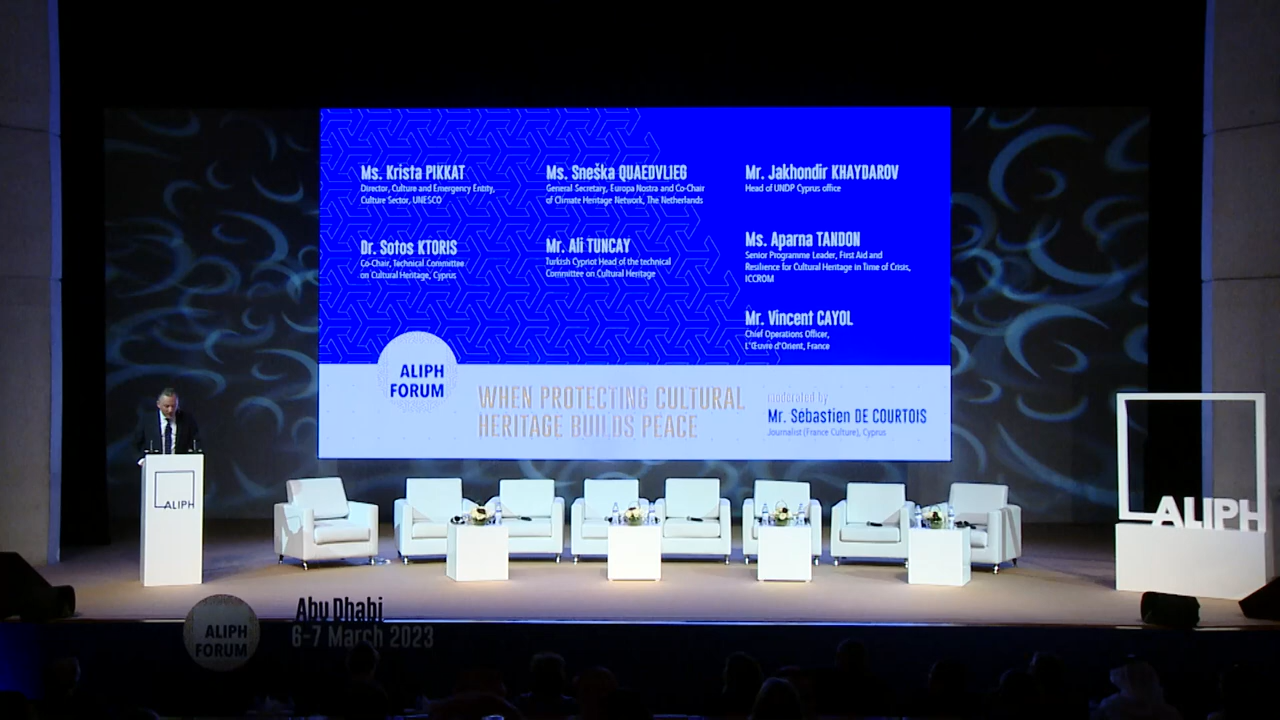 Ms. Krista PIKKAT
Director, Culture and Emergency Entity,
Culture Sector, UNESCO
Ms. Sneška QUAEDVLIEG
General Secretary, Europa Nostra and Co-Chair
of Climate Heritage Network, The Netherlands
Mr. Jakhondir KHAYDAROV
Head of UNDP Cyprus office
Dr. Sotos KTORIS
Co-Chair, Technical Committee
on Cultural Heritage, Cyprus
Mr. Ali TUNCAY
Turkish Cypriot Head of the technical
Committee on Cultural Heritage
Ms. Aparna TANDON
Senior Programme Leader, First Aid and
Resilience for Cultural Heritage in Time of Crisis,
ICCROM
Mr. Vincent CAYOL
Chief Operations Officer,
L'Œuvre d'Orient, France
ALIPH
FORUM
WHEN PROTECTING CULTURAL
HERITAGE BUILDS PEACE
moderated by
Mr. Sébastien DE COURTOIS
Journalist (France Culture), Cyprus
ALIPH
ALIPH
ALIPH
FORUM
Abu Dhabi
6-7 March 2023